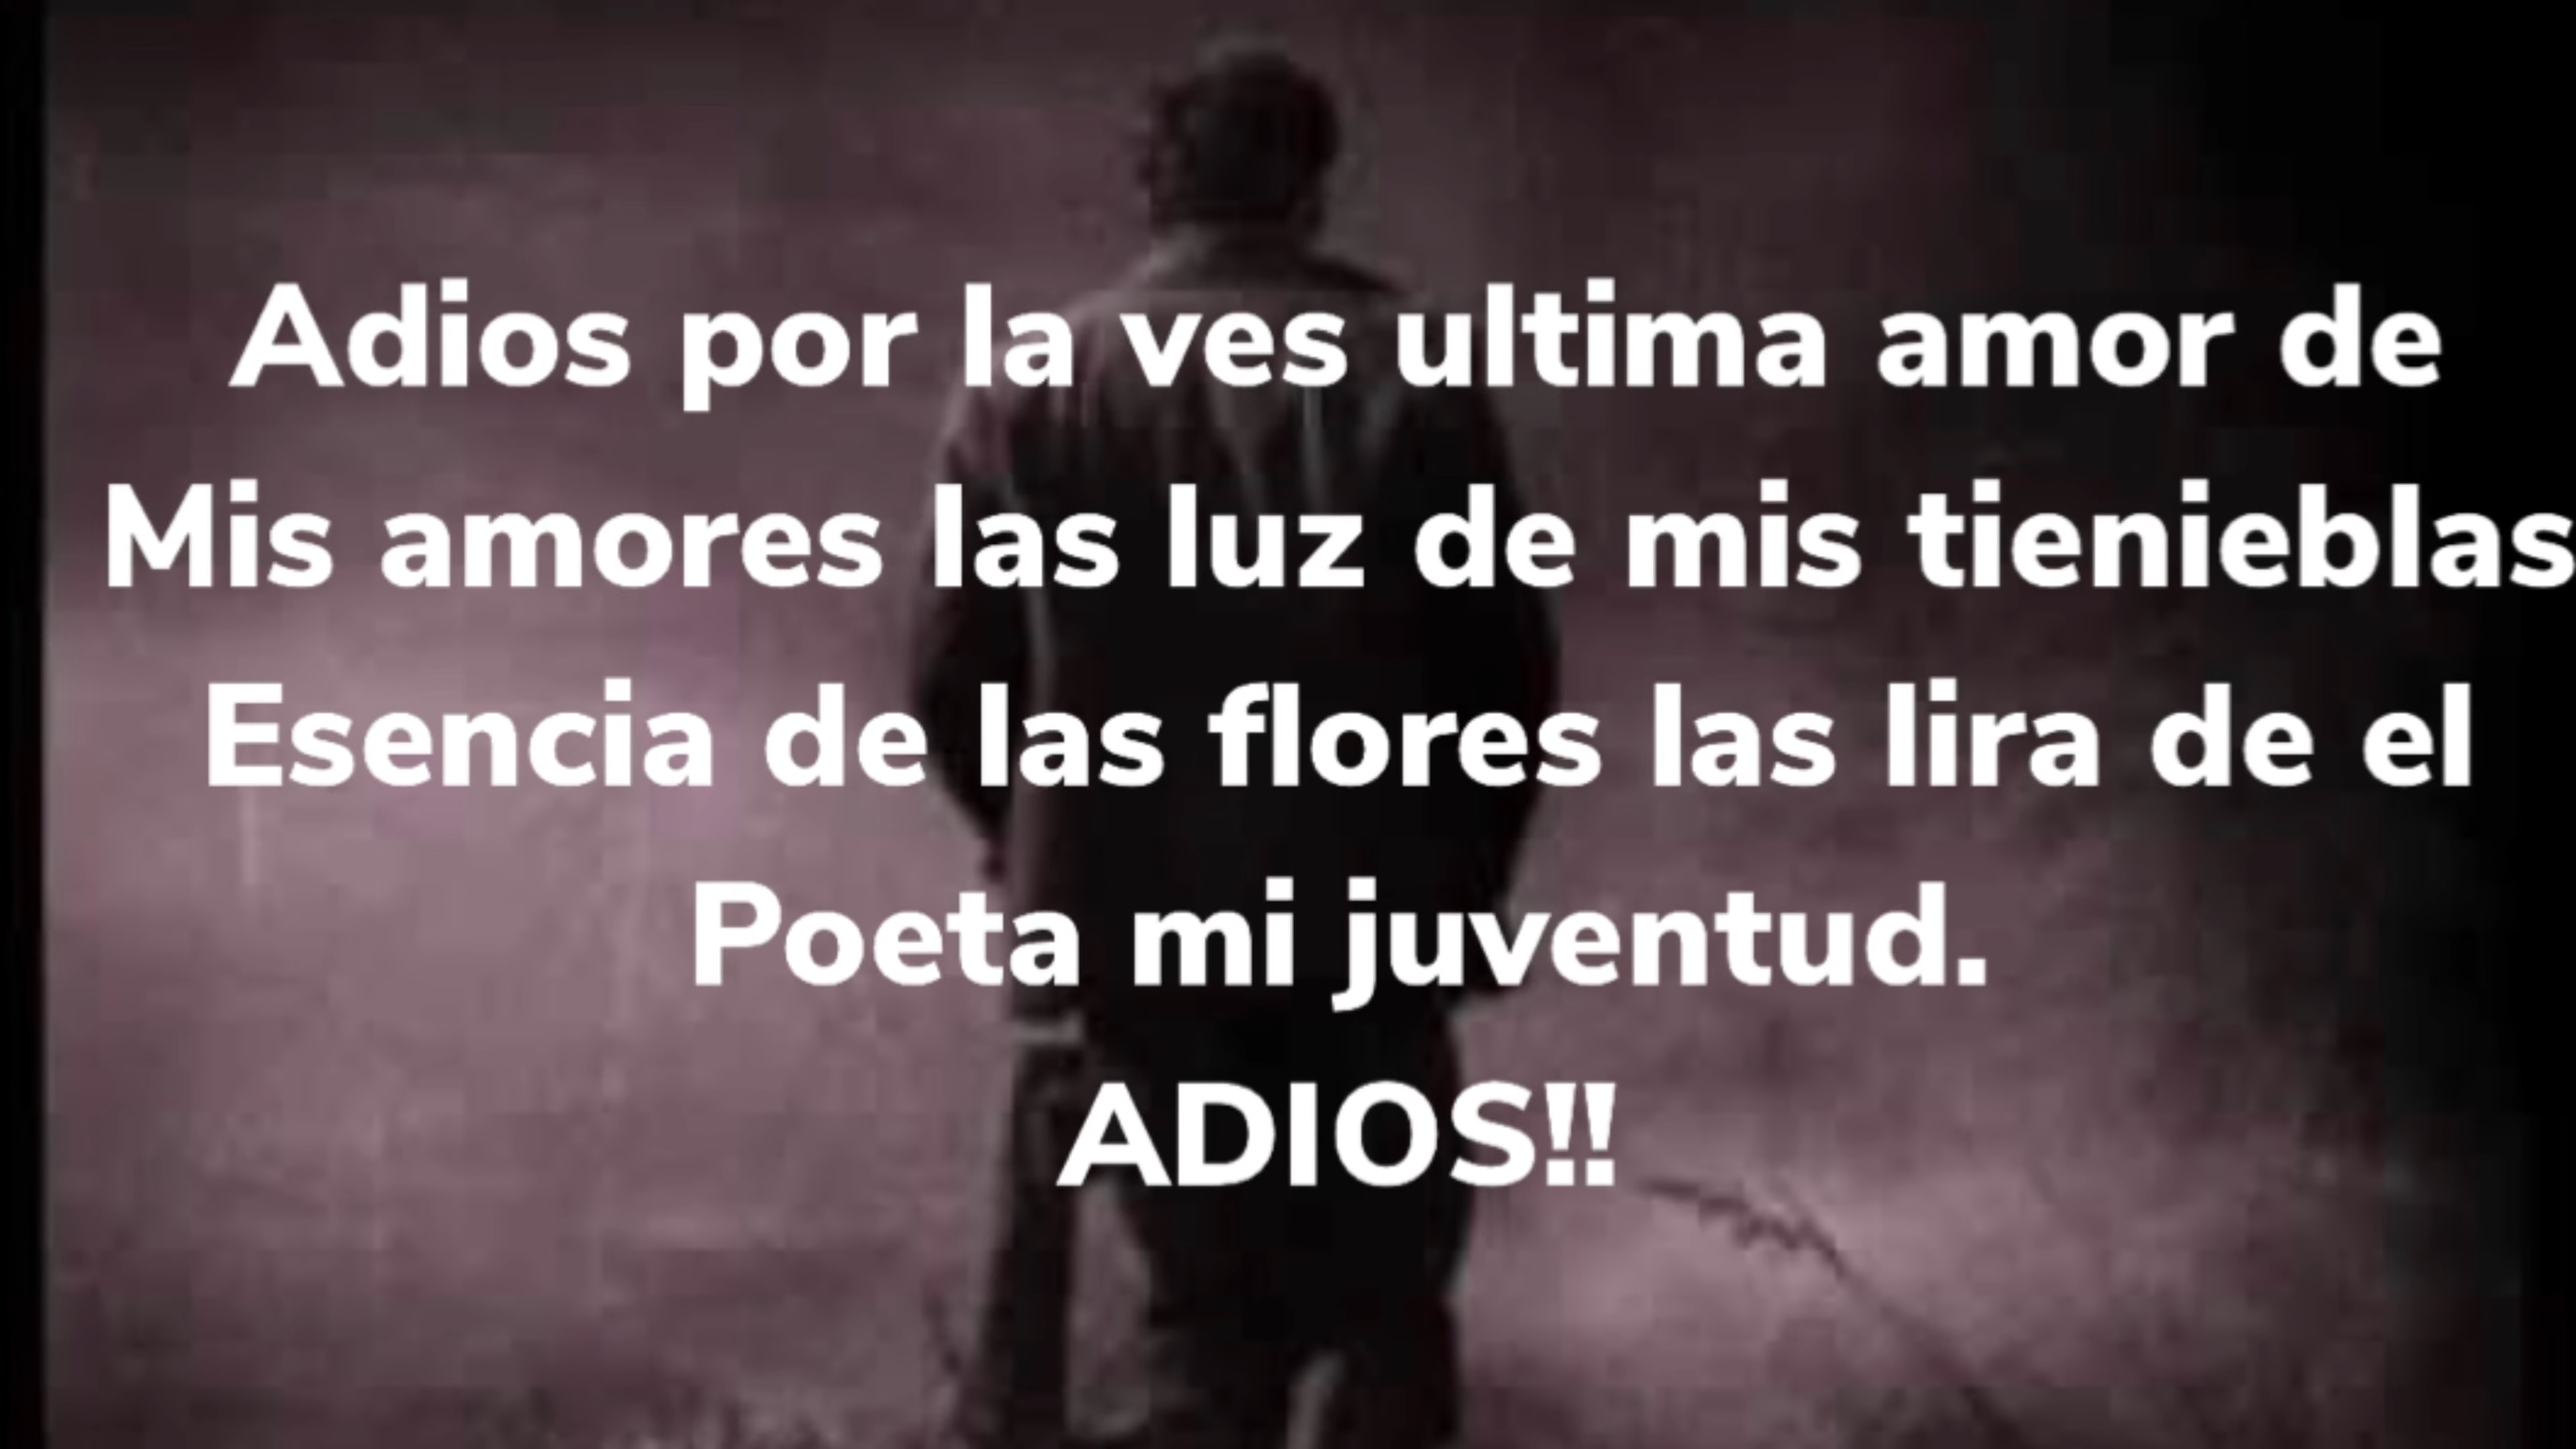 Adios por la ves ultima amor de
Mis amores las luz de mis tienieblas
Esencia de las flores las lira de el
Poeta mi juventud.
ADIOS!!